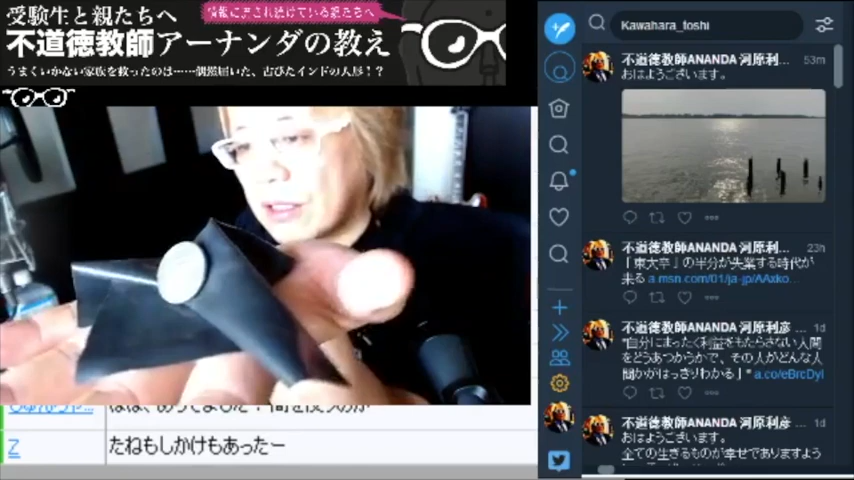 受験生と親たちへ
情報に流され続けている親たちへ
不道徳教師アーナンダの教え
うまくいかない家族を救ったのは……偶然届いた、古びたインドの人形!?
Kawahara_toshi
不道徳教師ANANDA 河原利... 53m
おはようございます。
不道徳教師ANANDA 河原利... 23h
「東大卒」の半分が失業する時代が
来る a.msn.com/01/ja-jp/AAxko...
不道徳教師ANANDA 河原利彦 ... 1d
"自分にまったく利益をもたらさない人間
をどうあつかうかで、その人がどんな人
間かがはっきりわかる」" a.co/eBrcDyl
不道徳教師ANANDA 河原利彦 ... 1d
おはようございます。
全ての生きるものが幸せでありますよう
Z
たねもしかけもあったー